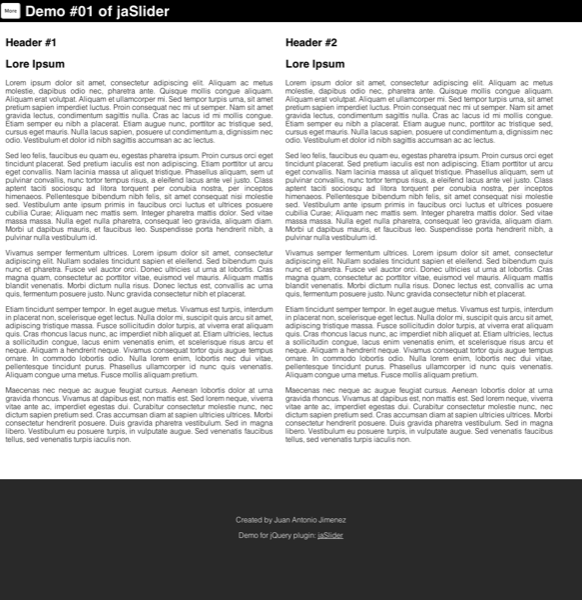 More
Demo #01 of jaSlider
Header #1
Lore Ipsum
Lorem ipsum dolor sit amet, consectetur adipiscing elit. Aliquam ac metus
molestie, dapibus odio nec, pharetra ante. Quisque mollis congue aliquam.
Aliquam erat volutpat. Aliquam et ullamcorper mi. Sed tempor turpis urna, sit amet
pretium sapien imperdiet luctus. Proin consequat nec mi ut semper. Nam sit amet
gravida lectus, condimentum sagittis nulla. Cras ac lacus id mi mollis congue.
Etiam semper eu nibh a placerat. Etiam augue nunc, porttitor ac tristique sed,
cursus eget mauris. Nulla lacus sapien, posuere ut condimentum a, dignissim nec
odio. Vestibulum et dolor id nibh sagittis accumsan ac ac lectus.
Sed leo felis, faucibus eu quam eu, egestas pharetra ipsum. Proin cursus orci eget
tincidunt placerat. Sed pretium iaculis est non adipiscing. Etiam porttitor ut arcu
eget convallis. Nam lacinia massa ut aliquet tristique. Phasellus aliquam, sem ut
pulvinar convallis, nunc tortor tempus risus, a eleifend lacus ante vel justo. Class
aptent taciti sociosqu ad litora torquent per conubia nostra, per inceptos
himenaeos. Pellentesque bibendum nibh felis, sit amet consequat nisi molestie
sed. Vestibulum ante ipsum primis in faucibus orci luctus et ultrices posuere
cubilia Curae; Aliquam nec mattis sem. Integer pharetra mattis dolor. Sed vitae
massa massa. Nulla eget nulla pharetra, consequat leo gravida, aliquam diam.
Morbi ut dapibus mauris, et faucibus leo. Suspendisse porta hendrerit nibh, a
pulvinar nulla vestibulum id.
Vivamus semper fermentum ultrices. Lorem ipsum dolor sit amet, consectetur
adipiscing elit. Nullam sodales tincidunt sapien et eleifend. Sed bibendum quis
nunc et pharetra. Fusce vel auctor orci. Donec ultricies ut urna at lobortis. Cras
magna quam, consectetur ac porttitor vitae, euismod vel mauris. Aliquam mattis
blandit venenatis. Morbi dictum nulla risus. Donec lectus est, convallis ac urna
quis, fermentum posuere justo. Nunc gravida consectetur nibh et placerat.
Etiam tincidunt semper tempor. In eget augue metus. Vivamus est turpis, interdum
in placerat non, scelerisque eget lectus. Nulla dolor mi, suscipit quis arcu sit amet,
adipiscing tristique massa. Fusce sollicitudin dolor turpis, at viverra erat aliquam
quis. Cras rhoncus lacus nunc, ac interdum nibh elementum et. Etiam ultricies, lectus
a sollicitudin congue, lacus enim venenatis enim, et scelerisque risus arcu et
neque. Aliquam a hendrerit neque. Vivamus consequat tortor quis augue tempus
ornare. In commodo lobortis odio. Nulla lorem enim, lobortis nec dui vitae,
pellentesque tincidunt purus. Phasellus ullamcorper id nunc quis venenatis.
Aliquam congue urna metus. Fusce mollis aliquam pretium.
Maecenas nec neque ac augue feugiat cursus. Aenean lobortis dolor at urna
gravida rhoncus. Vivamus at dapibus est, non mattis est. Sed lorem neque, viverra
vitae ante ac, imperdiet egestas dui. Curabitur consectetur molestie nunc, nec
dictum sapien pretium sed. Cras accumsan diam at sapien ultricies ultrices. Morbi
consectetur hendrerit posuere. Duis gravida pharetra vestibulum. Sed in magna
libero. Vestibulum eu posuere turpis, in vulputate augue. Sed venenatis faucibus
tellus, sed venenatis turpis iaculis non.
Header #2
Lore Ipsum
Lorem ipsum dolor sit amet, consectetur adipiscing elit. Aliquam ac metus
molestie, dapibus odio nec, pharetra ante. Quisque mollis congue aliquam.
Aliquam erat volutpat. Aliquam et ullamcorper mi. Sed tempor turpis urna, sit amet
pretium sapien imperdiet luctus. Proin consequat nec mi ut semper. Nam sit amet
gravida lectus, condimentum sagittis nulla. Cras ac lacus id mi mollis congue.
Etiam semper eu nibh a placerat. Etiam augue nunc, porttitor ac tristique sed,
cursus eget mauris. Nulla lacus sapien, posuere ut condimentum a, dignissim nec
odio. Vestibulum et dolor id nibh sagittis accumsan ac ac lectus.
Sed leo felis, faucibus eu quam eu, egestas pharetra ipsum. Proin cursus orci eget
tincidunt placerat. Sed pretium iaculis est non adipiscing. Etiam porttitor ut arcu
eget convallis. Nam lacinia massa ut aliquet tristique. Phasellus aliquam, sem ut
pulvinar convallis, nunc tortor tempus risus, a eleifend lacus ante vel justo. Class
aptent taciti sociosqu ad litora torquent per conubia nostra, per inceptos
himenaeos. Pellentesque bibendum nibh felis, sit amet consequat nisi molestie
sed. Vestibulum ante ipsum primis in faucibus orci luctus et ultrices posuere
cubilia Curae; Aliquam nec mattis sem. Integer pharetra mattis dolor. Sed vitae
massa massa. Nulla eget nulla pharetra, consequat leo gravida, aliquam diam.
Morbi ut dapibus mauris, et faucibus leo. Suspendisse porta hendrerit nibh, a
pulvinar nulla vestibulum id.
Vivamus semper fermentum ultrices. Lorem ipsum dolor sit amet, consectetur
adipiscing elit. Nullam sodales tincidunt sapien et eleifend. Sed bibendum quis
nunc et pharetra. Fusce vel auctor orci. Donec ultricies ut urna at lobortis. Cras
magna quam, consectetur ac porttitor vitae, euismod vel mauris. Aliquam mattis
blandit venenatis. Morbi dictum nulla risus. Donec lectus est, convallis ac urna
quis, fermentum posuere justo. Nunc gravida consectetur nibh et placerat.
Etiam tincidunt semper tempor. In eget augue metus. Vivamus est turpis, interdum
in placerat non, scelerisque eget lectus. Nulla dolor mi, suscipit quis arcu sit amet,
adipiscing tristique massa. Fusce sollicitudin dolor turpis, at viverra erat aliquam
quis. Cras rhoncus lacus nunc, ac interdum nibh elementum et. Etiam ultricies, lectus
a sollicitudin congue, lacus enim venenatis enim, et scelerisque risus arcu et
neque. Aliquam a hendrerit neque. Vivamus consequat tortor quis augue tempus
ornare. In commodo lobortis odio. Nulla lorem enim, lobortis nec dui vitae,
pellentesque tincidunt purus. Phasellus ullamcorper id nunc quis venenatis.
Aliquam congue urna metus. Fusce mollis aliquam pretium.
Maecenas nec neque ac augue feugiat cursus. Aenean lobortis dolor at urna
gravida rhoncus. Vivamus at dapibus est, non mattis est. Sed lorem neque, viverra
vitae ante ac, imperdiet egestas dui. Curabitur consectetur molestie nunc, nec
dictum sapien pretium sed. Cras accumsan diam at sapien ultricies ultrices. Morbi
consectetur hendrerit posuere. Duis gravida pharetra vestibulum. Sed in magna
libero. Vestibulum eu posuere turpis, in vulputate augue. Sed venenatis faucibus
tellus, sed venenatis turpis iaculis non.
Created by Juan Antonio Jimenez
Demo for jQuery plugin: jaSlider